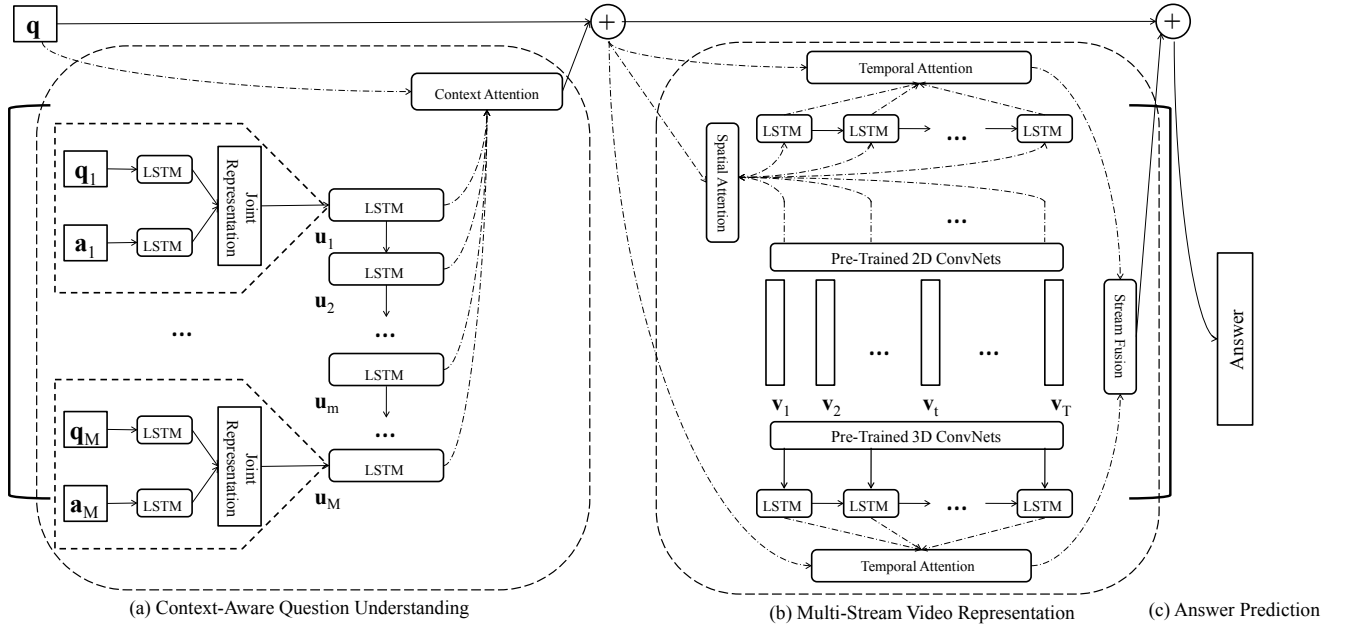 q
+
+
Context Attention
q1
LSTM
a1
LSTM
Joint
Representation
LSTM
u1
LSTM
u2
...
...
LSTM
um
...
qM
LSTM
aM
LSTM
Joint
Representation
LSTM
uM
(a) Context-Aware Question Understanding
Temporal Attention
LSTM
LSTM
...
LSTM
Spatial Attention
...
Pre-Trained 2D ConvNets
...
...
v1
v2
vt
vT
Pre-Trained 3D ConvNets
LSTM
LSTM
...
LSTM
Temporal Attention
Stream Fusion
(b) Multi-Stream Video Representation
Answer
(c) Answer Prediction